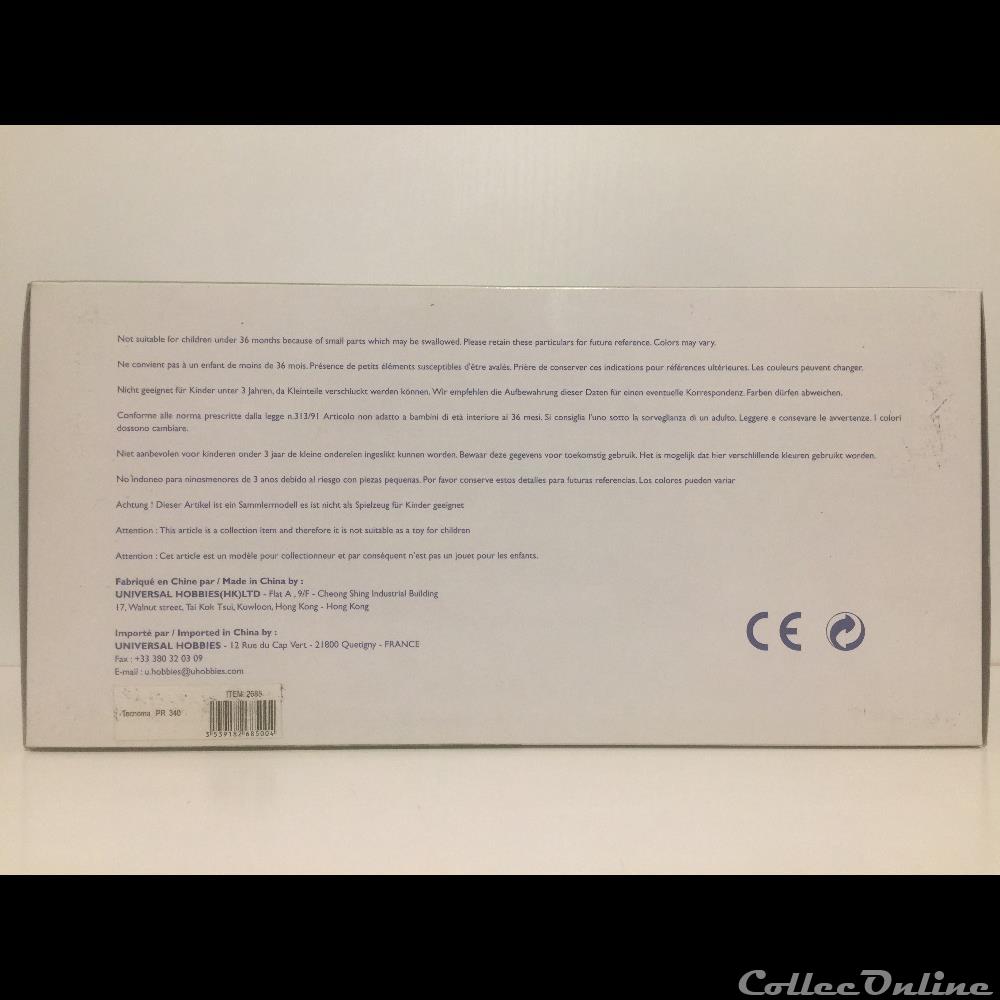 Not suitable for children under 36 months because of small parts which may be swallowed. Please retain these particulars for future reference. Colors may vary.
Ne convient pas à un enfant de moins de 36 mois. Présence de petits éléments susceptibles d'être avalés. Prière de conserver ces indications pour références ultérieures. Les couleurs peuvent changer.
Nicht geeignet für Kinder unter 3 Jahren, da Kleinteile verschluckt werden können. Wir empfehlen die Aufbewahrung dieser Daten für einen eventuelle Korrespondenz. Farben dürfen abweichen.
Conforme alle norma prescritte dalla legge n.313/91 Articolo non adatto a bambini di età interiore ai 36 mesi. Si consiglia l'uno sotto la sorveglianza di un adulto. Leggere e consevare le avvertenze. I colori
dossono cambiare.
Niet aanbevolen voor kinderen onder 3 jaar de kleine onderelen ingeslikt kunnen worden. Bewaar deze gegevens voor toekomstig gebruik. Het is mogelijk dat hier verschlillende kleuren gebruikt worden.
No indoneo para ninosmenores de 3 anos debido al riesgo con piezas pequenas. Por favor conserve estos detalles para futuras referencias. Los colores pueden variar
Achtung ! Dieser Artikel ist ein Sammlermodell es ist nicht als Spielzeug für Kinder geeignet
Attention : This article is a collection item and therefore it is not suitable as a toy for children
Attention : Cet article est un modèle pour collectionneur et par conséquent n'est pas un jouet pour les enfants.
Fabriqué en Chine par / Made in China by :
UNIVERSAL HOBBIES(HK)LTD - Flat A , 9/F - Cheong Shing Industrial Building
17, Walnut street, Tai Kok Tsui, Kowloon, Hong Kong - Hong Kong
Importé par / Imported in China by :
UNIVERSAL HOBBIES - 12 Rue du Cap Vert - 21800 Quetigny - FRANCE
Fax : +33 380 32 03 09
E-mail : u.hobbies@uhobbies.com
CE
ITEM: 2685
Tecnoma PR 340
3 539182 685004
CollecOnline